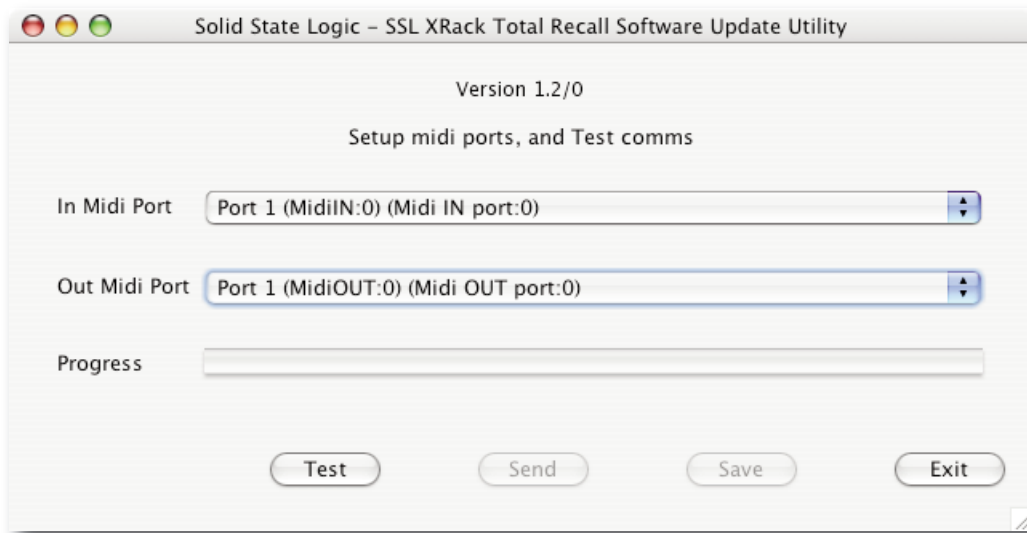 Solid State Logic – SSL XRack Total Recall Software Update Utility
Version 1.2/0
Setup midi ports, and Test comms
In Midi Port Port 1 (MidiIN:0) (Midi IN port:0)
Out Midi Port Port 1 (MidiOUT:0) (Midi OUT port:0)
Progress
Test Send Save Exit